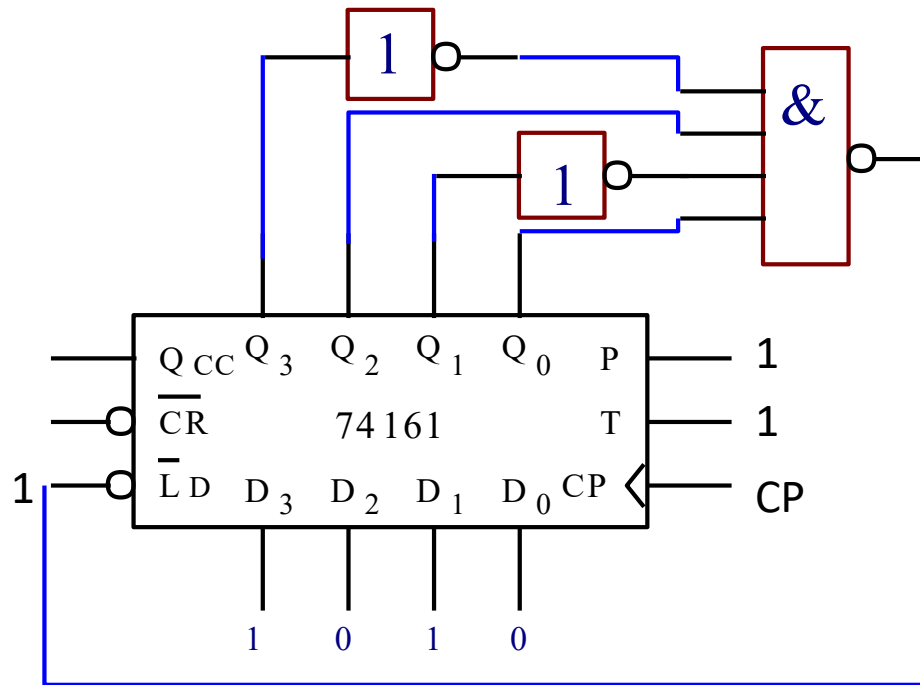 1
&
1
Q CC Q 3 Q 2 Q 1 Q 0 P 1
CR 74161 T 1
1 L D D 3 D 2 D 1 D 0 CP CP
1 0 1 0